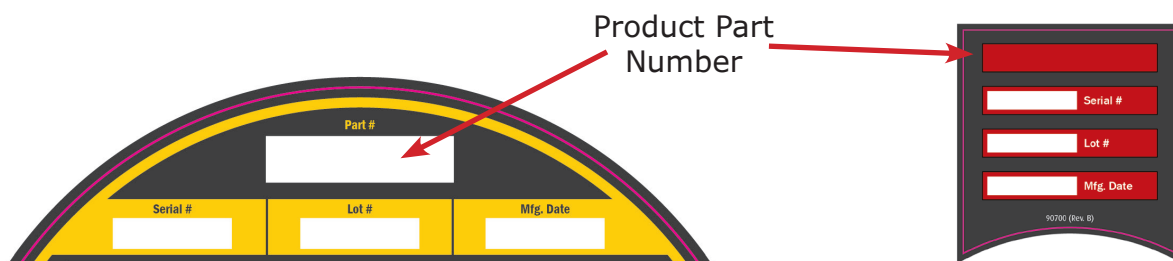 Product Part
Number
Part #
Serial #
Lot #
Mfg. Date
Serial #
Lot #
Mfg. Date
90700 (Rev. B)